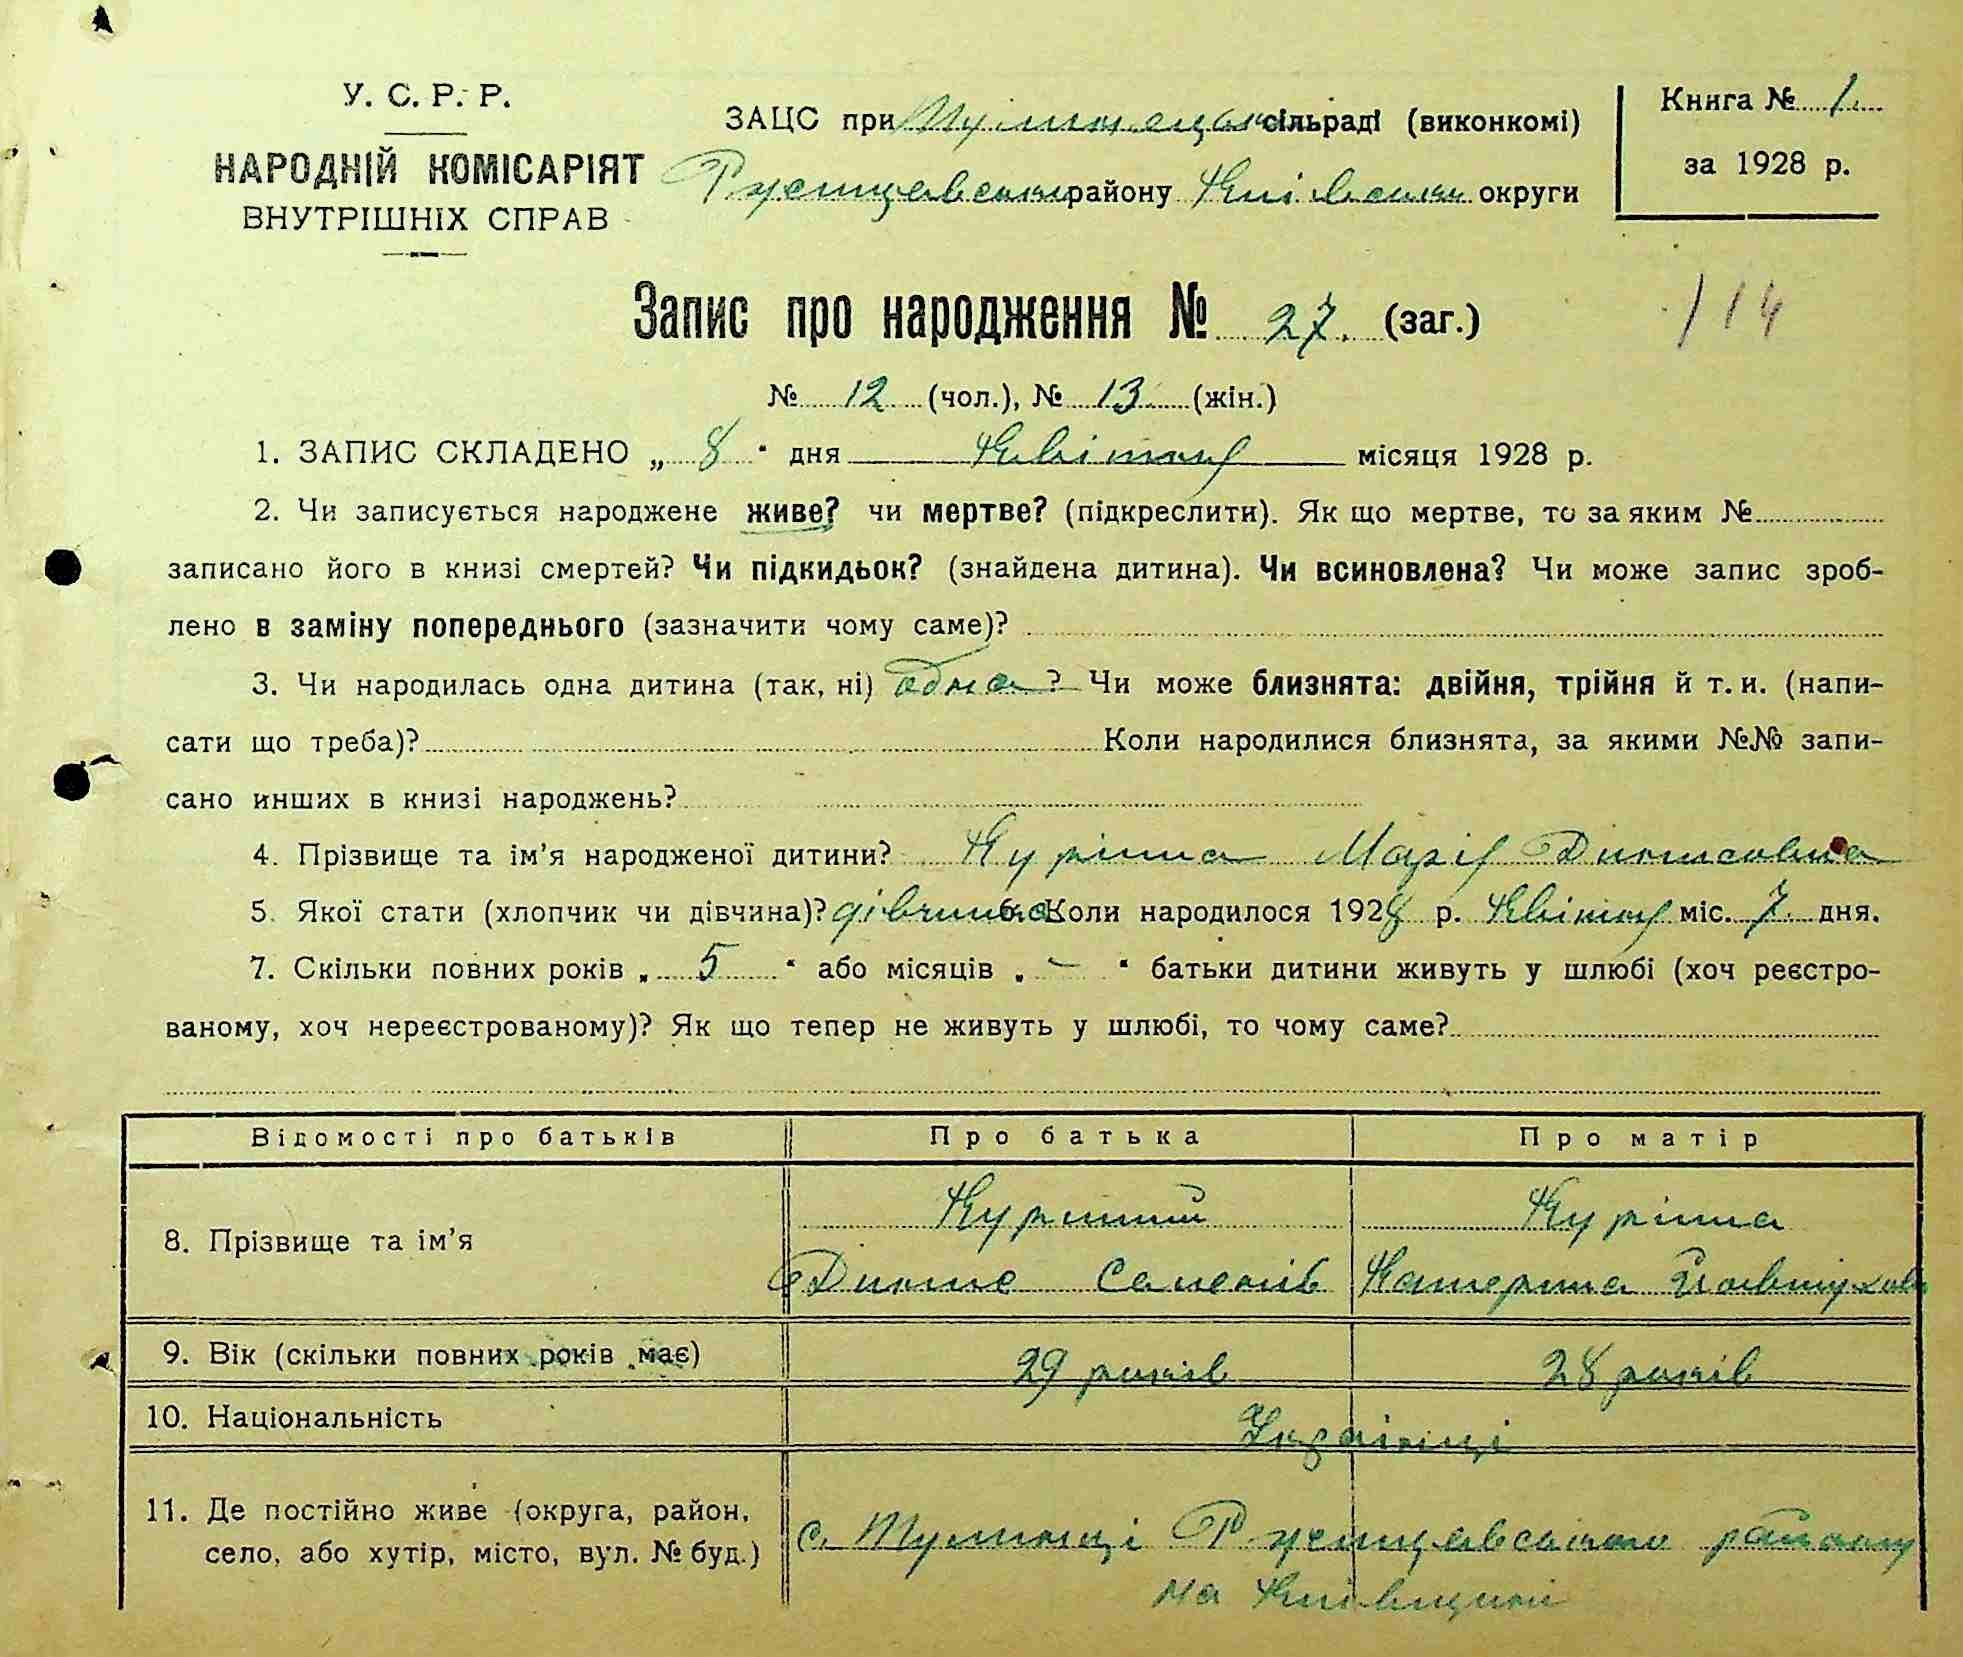 У. С. Р. Р.
НАРОДНІЙ КОМІСАРІЯТ
ВНУТРІШНІХ СПРАВ
ЗАЦС при сільраді (виконкомі)
Ржищевського району Київської округи
Книга № 1.
за 1928 р.
114
Запис про народження № 27. (заг.)
№ 12 (чол.), № 13 (жін.)
1. ЗАПИС СКЛАДЕНО „ 8 " дня Квітня місяця 1928 р.
2. Чи записується народжене живе? чи мертве? (підкреслити). Як що мертве, то за яким №
записано його в книзі смертей? Чи підкидьок? (знайдена дитина). Чи всиновлена? Чи може запис зроб-
лено в заміну попереднього (зазначити чому саме)?
3. Чи народилась одна дитина (так, ні) одна? Чи може близнята: двійня, трійня й т. и. (напи-
сати що треба)? Коли народилися близнята, за якими №№ запи-
сано инших в книзі народжень?
4. Прізвище та ім'я народженої дитини? Куріпна Марія Дионисовна
5. Якої стати (хлопчик чи дівчина)? дівчинка 6. Коли народилося 1928 р. Квітня міс. 7. дня.
7. Скільки повних років „ 5 " або місяців „ – " батьки дитини живуть у шлюбі (хоч реєстро-
ваному, хоч нереєстрованому)? Як що тепер не живуть у шлюбі, то чому саме?
Відомості про батьків Про батька Про матір
8. Прізвище та ім'я
Дионис Семенів Катерина
9. Вік (скільки повних років має) 29 років 28 років
10. Національність Українці
11. Де постійно живе (округа, район,
село, або хутір, місто, вул. № буд.)
с. Тулинці Ржищевського району
на Київщині